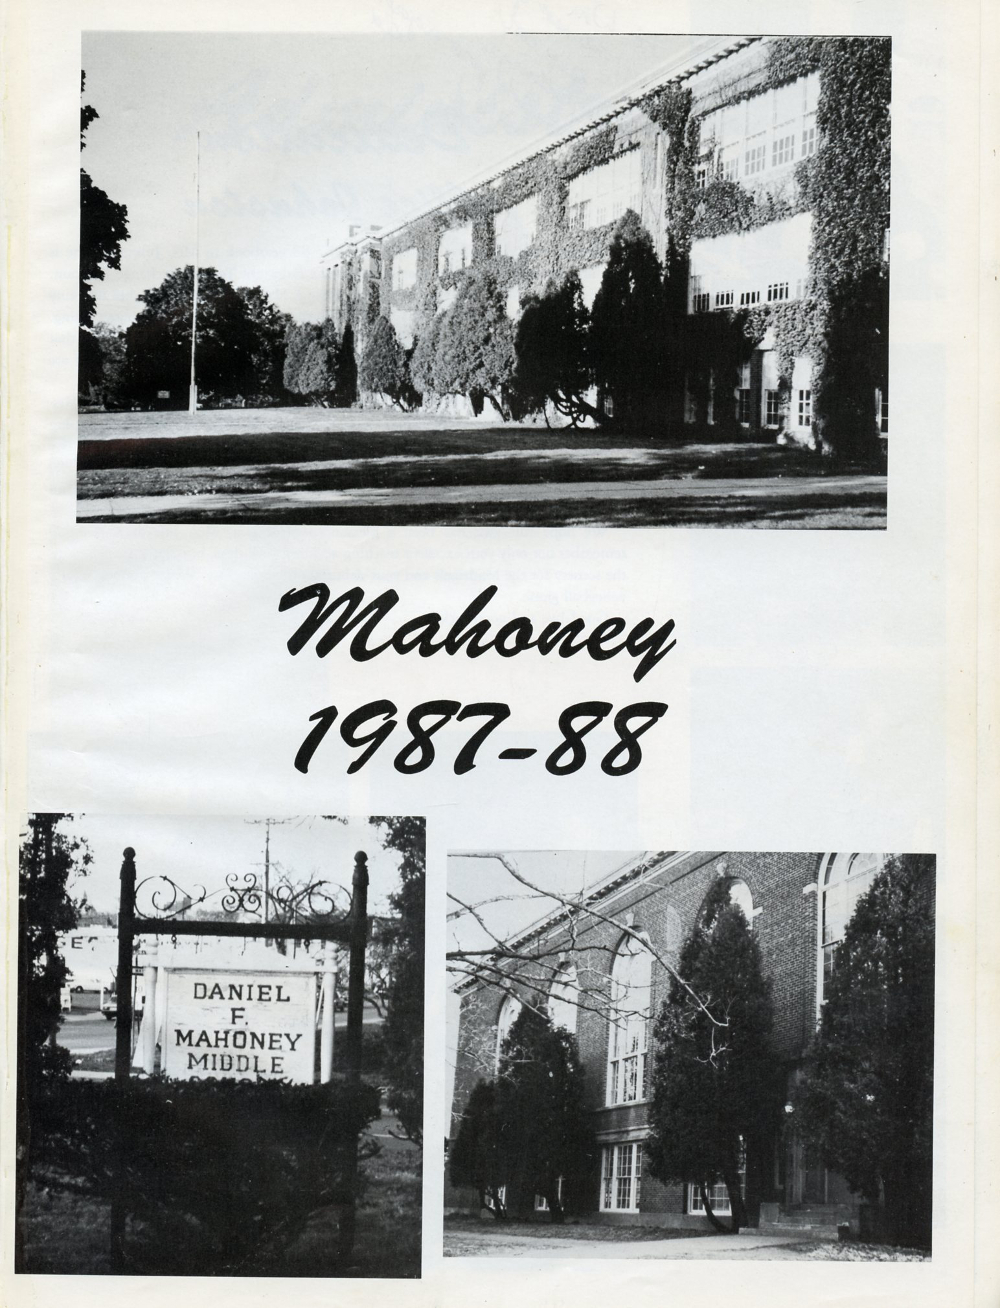 Mahoney
1987-88
DANIEL
F.
MAHONEY
MIDDLE